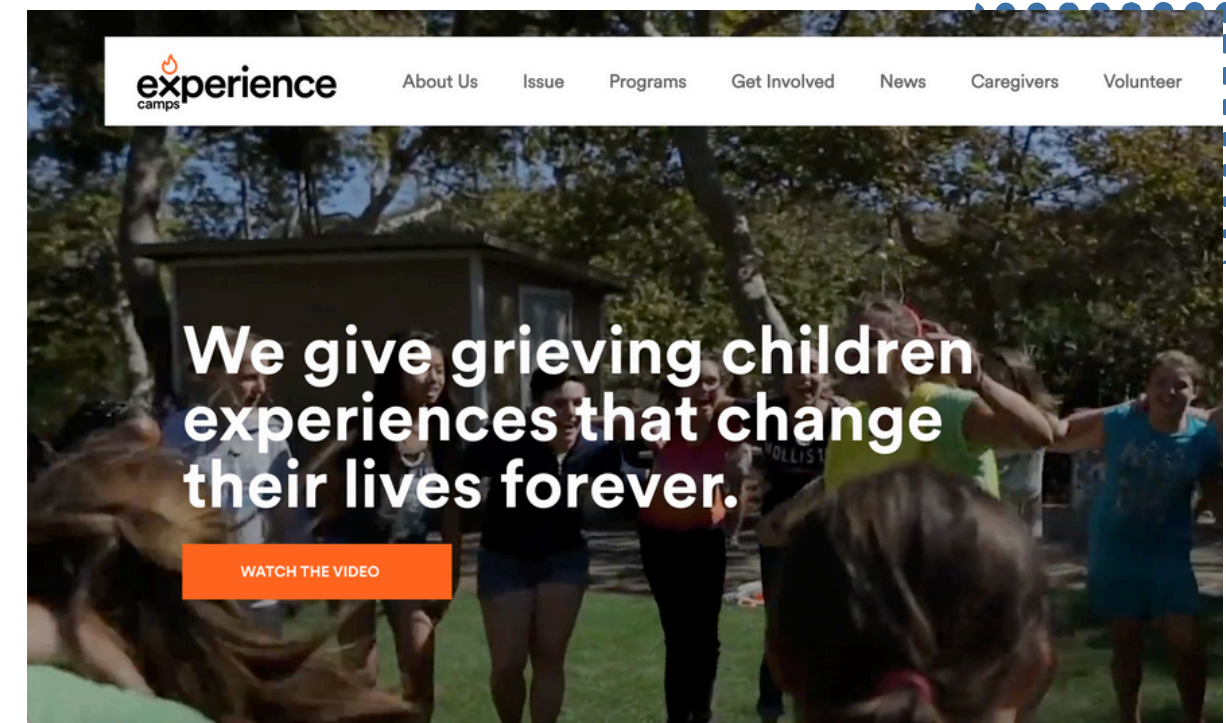 experience
camps
About Us Issue Programs Get Involved News Caregivers Volunteer
We give grieving children
experiences that change
their lives forever.
WATCH THE VIDEO